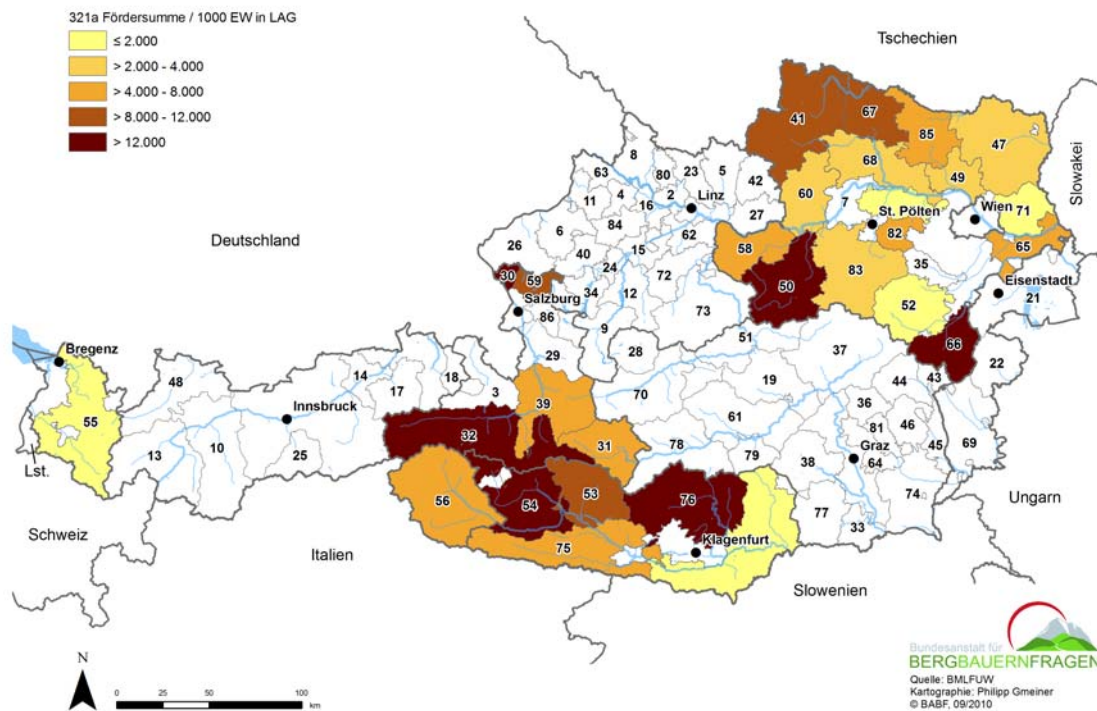 321a Fördersumme / 1000 EW in LAG
≤ 2.000
> 2.000 - 4.000
> 4.000 - 8.000
> 8.000 - 12.000
> 12.000
Tschechien
Slowakei
Deutschland
41
67
85
47
8
63
80
23
5
42
68
49
11
4
16
2
Linz
60
7
St. Pölten
Wien
71
27
6
84
62
58
82
65
26
40
15
50
83
35
Eisenstadt
30
59
24
72
21
Salzburg
34
12
73
52
86
9
51
66
29
28
37
22
Bregenz
48
14
17
18
3
39
70
19
44
43
55
Innsbruck
36
61
81
46
32
31
78
Graz
45
69
Lst.
13
10
25
79
38
64
56
54
53
76
74
Ungarn
77
33
Schweiz
Italien
75
Klagenfurt
Slowenien
N
0 25 50 100
km
Bundesanstalt für
BERGBAUERNFRAGEN
Quelle: BMLFUW
Kartographie: Philipp Gmeiner
© BABF, 09/2010